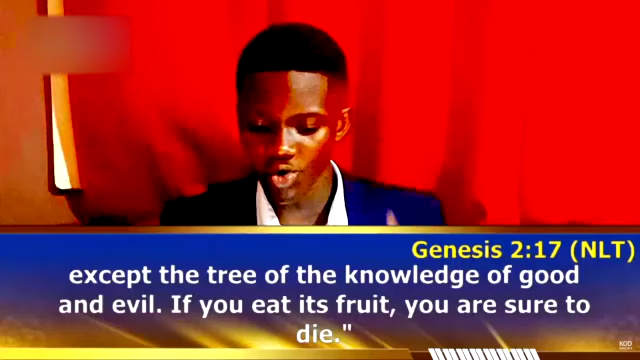 Genesis 2:17 (NLT)
except the tree of the knowledge of good
and evil. If you eat its fruit, you are sure to
die."
KOD